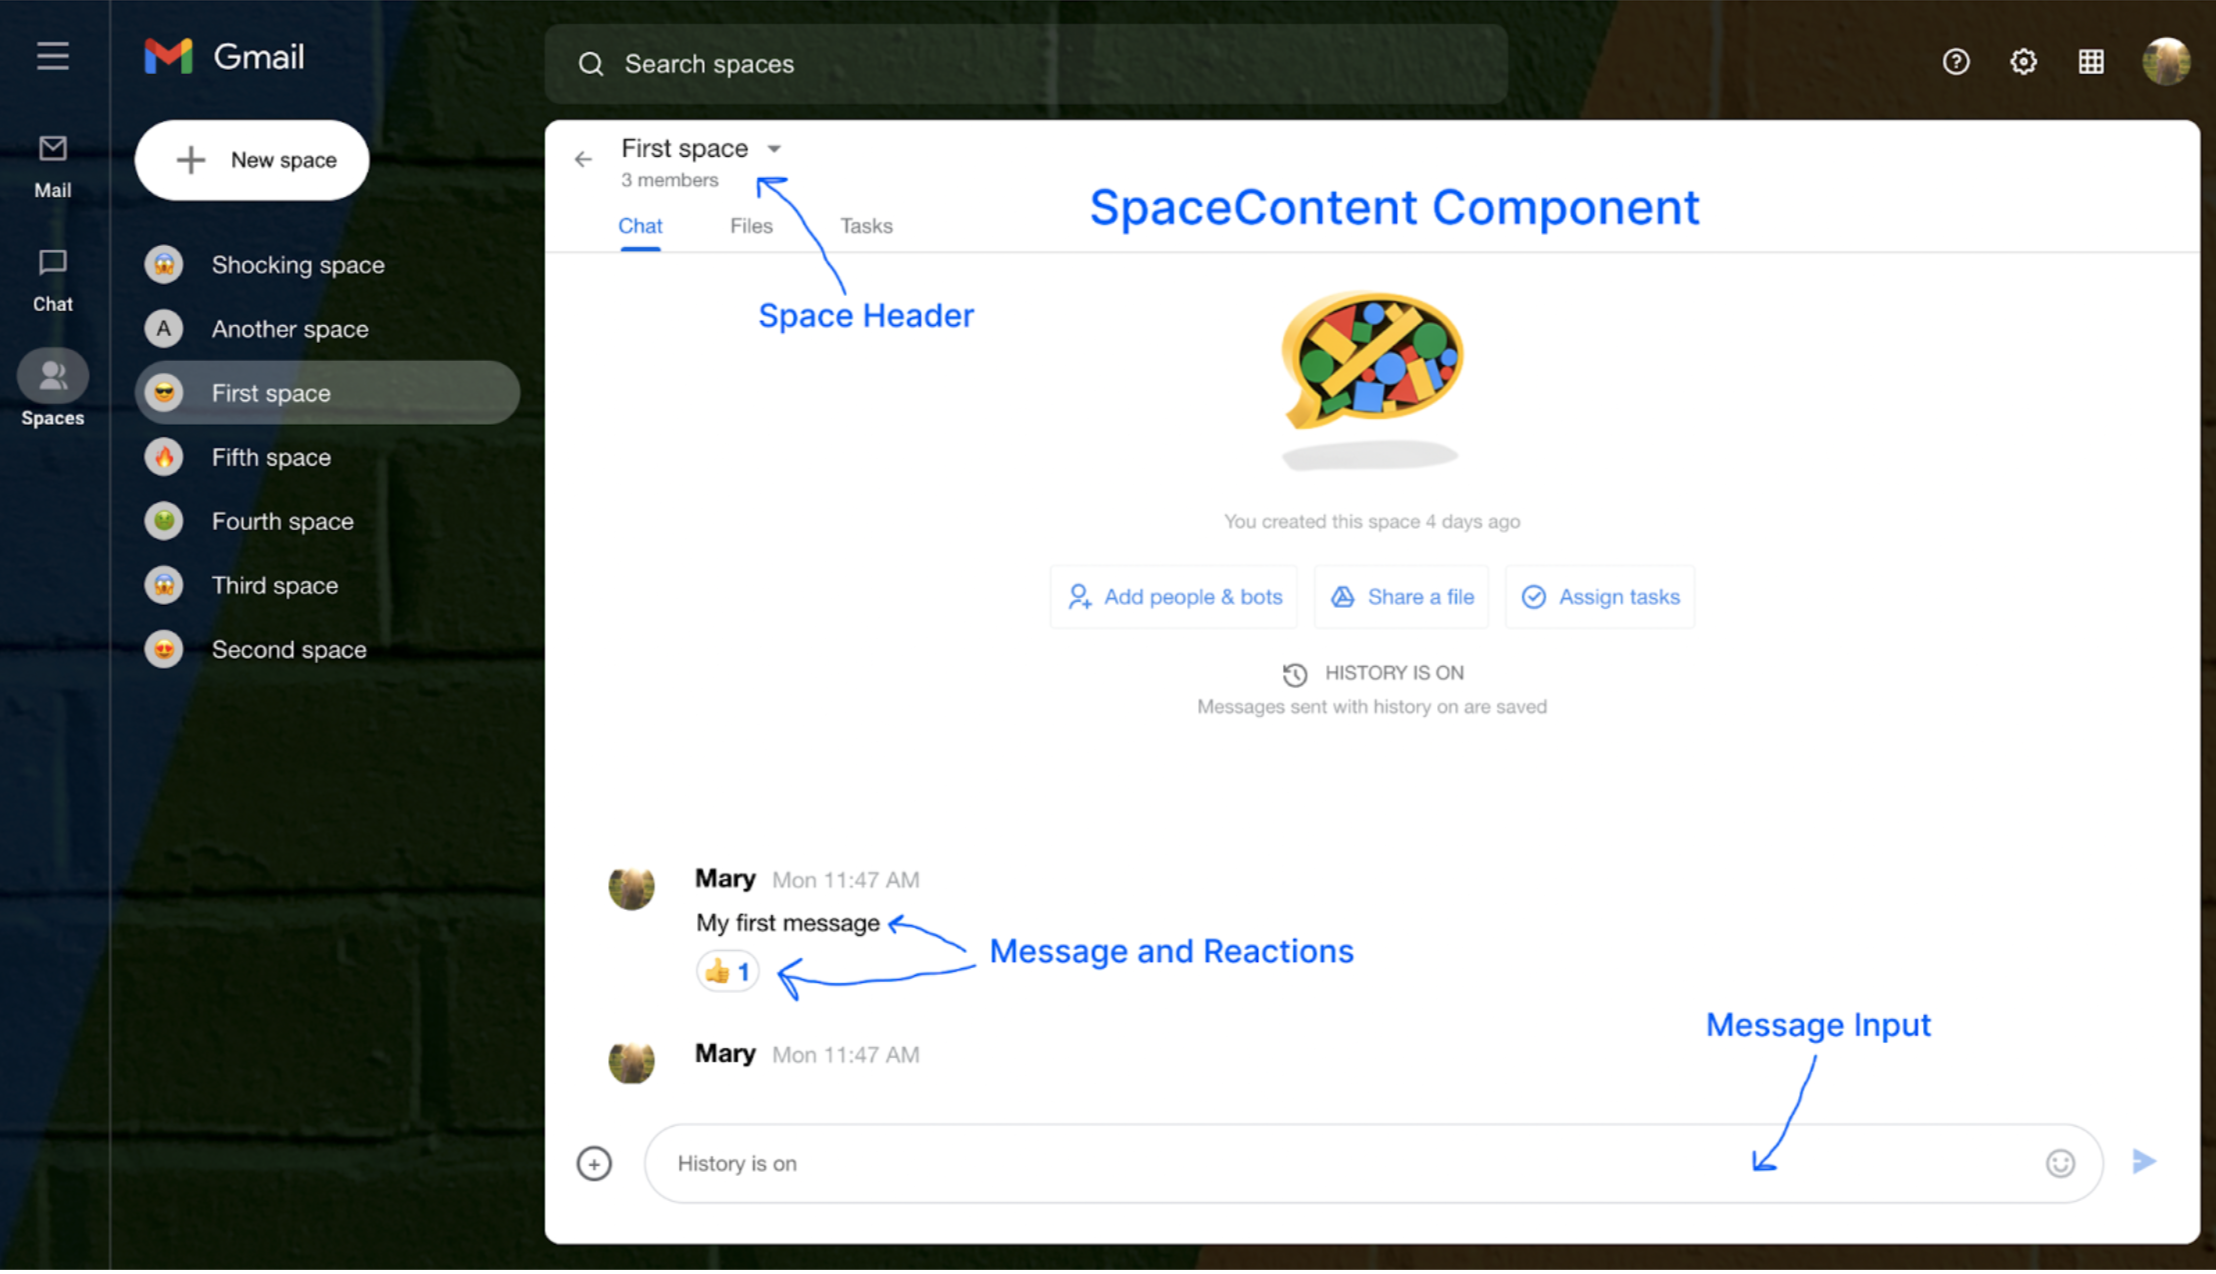 Gmail
Search spaces
Mail
Chat
Spaces
New space
Shocking space
A Another space
First space
Fifth space
Fourth space
Third space
Second space
First space
3 members
Chat Files Tasks
SpaceContent Component
Space Header
You created this space 4 days ago
Add people & bots Share a file Assign tasks
HISTORY IS ON
Messages sent with history on are saved
Mary Mon 11:47 AM
My first message
👍 1
Message and Reactions
Message Input
Mary Mon 11:47 AM
History is on